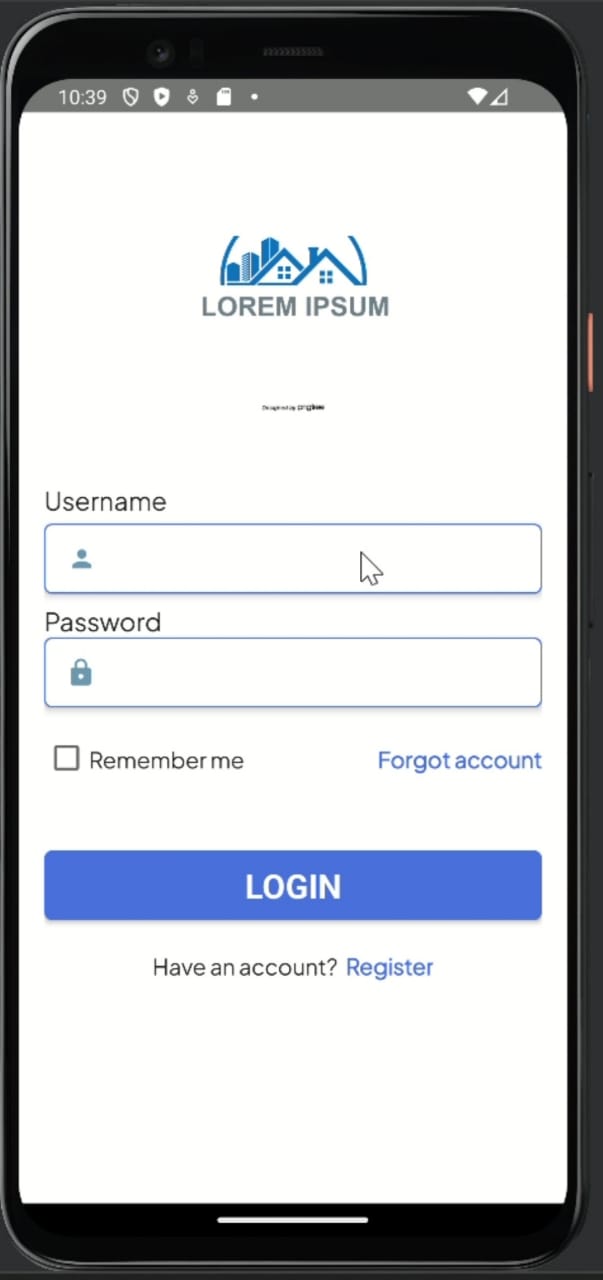 10:39
LOREM IPSUM
Designed by pngtree
Username
Password
Remember me
Forgot account
LOGIN
Have an account? Register